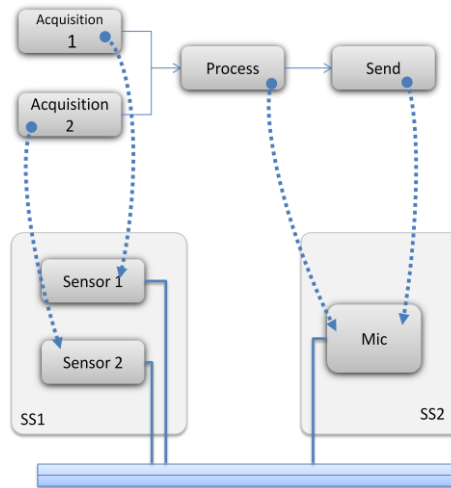 Acquisition
1
Process
Send
Acquisition
2
Sensor 1
Mic
Sensor 2
SS1
SS2